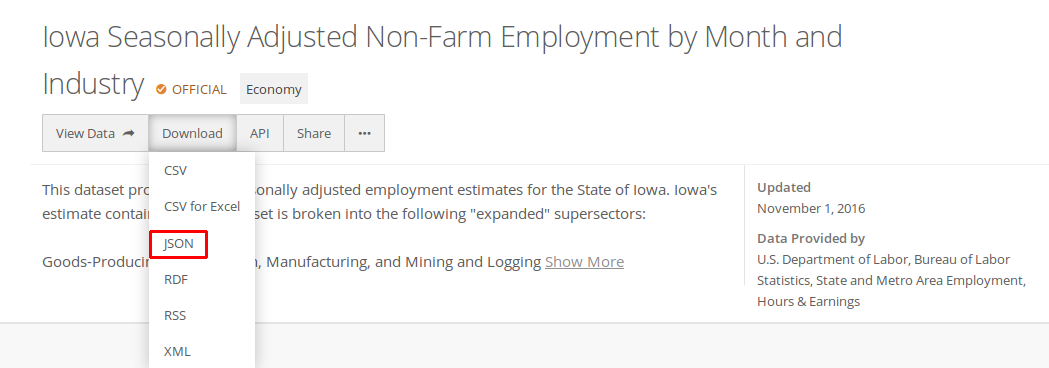 Iowa Seasonally Adjusted Non-Farm Employment by Month and
Industry OFFICIAL Economy
View Data Download API Share ...
CSV
CSV for Excel
JSON
RDF
RSS
XML
This dataset pro sonally adjusted employment estimates for the State of Iowa. Iowa's
estimate contai set is broken into the following "expanded" supersectors:
Goods-Producin , Manufacturing, and Mining and Logging Show More
Updated
November 1, 2016
Data Provided by
U.S. Department of Labor, Bureau of Labor
Statistics, State and Metro Area Employment,
Hours & Earnings